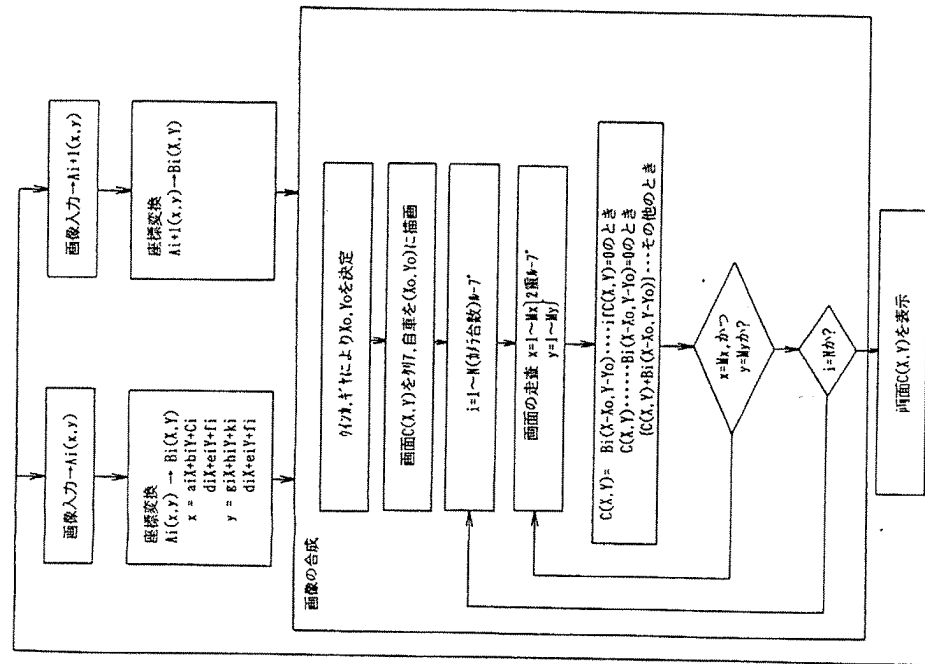 画像入力→Ai(x,y)
座標変換
Ai(x,y) → Bi(X,Y)
x = aiX+biY+Ci
diX+eiY+fi
y = giX+hiY+ki
diX+eiY+fi
画像入力→Ai+1(x,y)
座標変換
Ai+1(x,y)→Bi(X,Y)
画像の合成
ｳｲﾝｶ,ｷﾞﾔによりXo,Yoを決定
画面C(X,Y)をｸﾘｱ,自車を(Xo,Yo)に描画
i=1～N(ｶﾒﾗ台数)ﾙｰﾌﾟ
画面の走査 x=1～Mx}2重ﾙｰﾌﾟ
y=1～My
C(X,Y)= Bi(X-Xo,Y-Yo)････ifC(X,Y)=0のとき
C(X,Y)･･････Bi(X-Xo,Y-Yo)=0のとき
{C(X,Y)+Bi(X-Xo,Y-Yo)}･･･その他のとき
x=Mx,かつ
y=Myか?
i=Nか?
画面C(X,Y)を表示